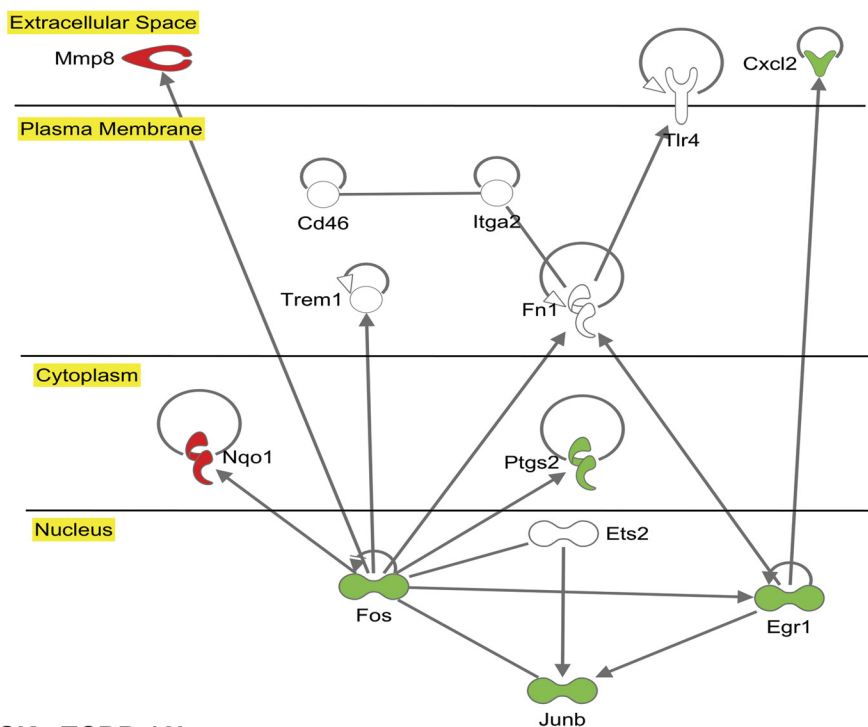 Extracellular Space
Mmp8
Cxcl2
Plasma Membrane
Tlr4
Cd46
Itga2
Trem1
Fn1
Cytoplasm
Nqo1
Ptgs2
Nucleus
Ets2
Fos
Egr1
Junb